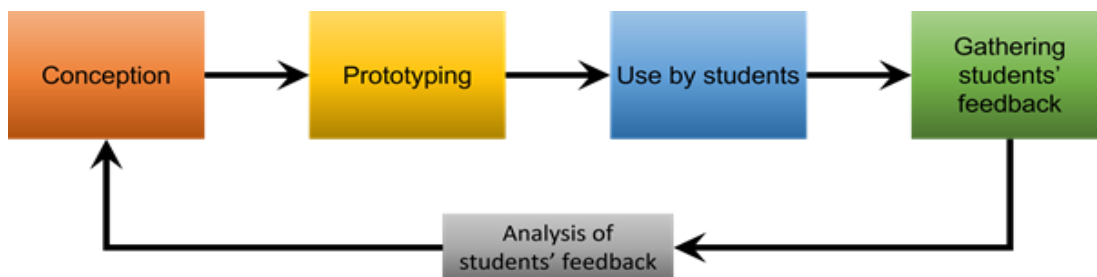 Conception
Prototyping
Use by students
Gathering
students’
feedback
Analysis of
students’ feedback